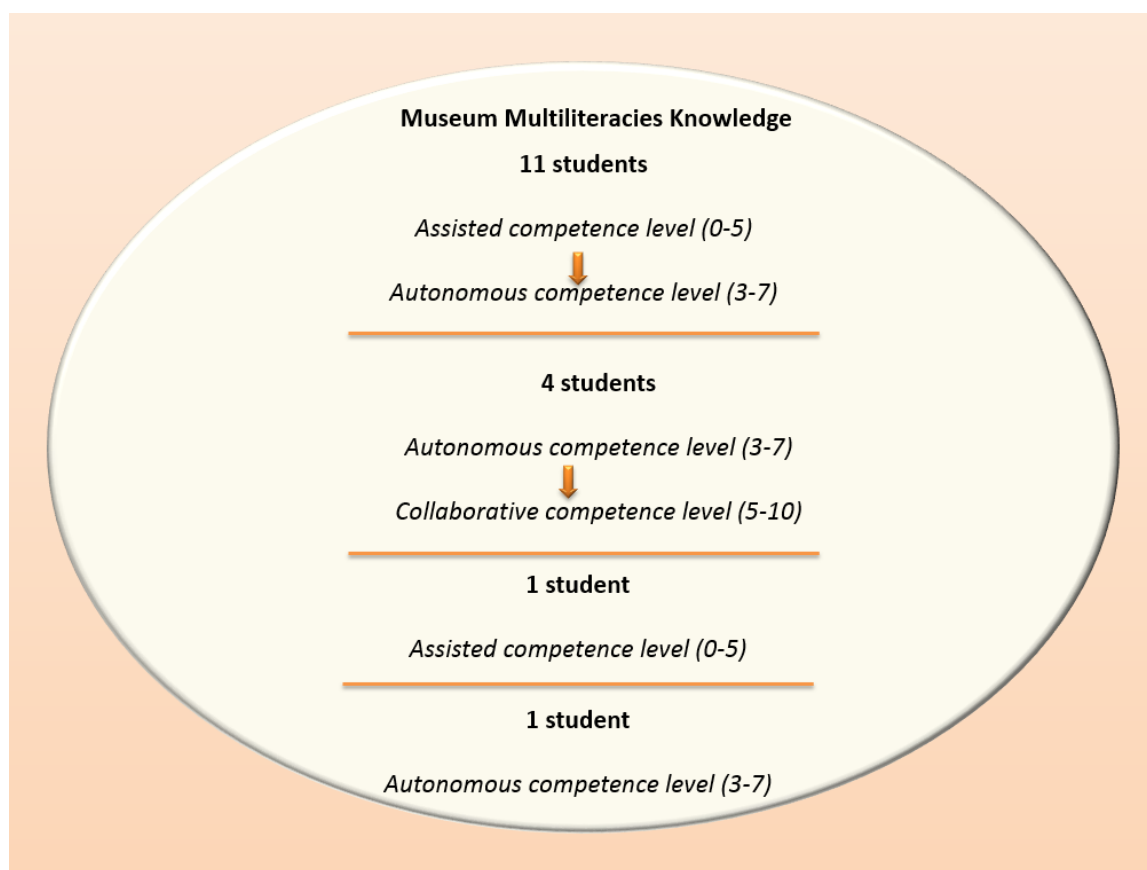 Museum Multiliteracies Knowledge
11 students
Assisted competence level (0-5)
Autonomous competence level (3-7)
4 students
Autonomous competence level (3-7)
Collaborative competence level (5-10)
1 student
Assisted competence level (0-5)
1 student
Autonomous competence level (3-7)